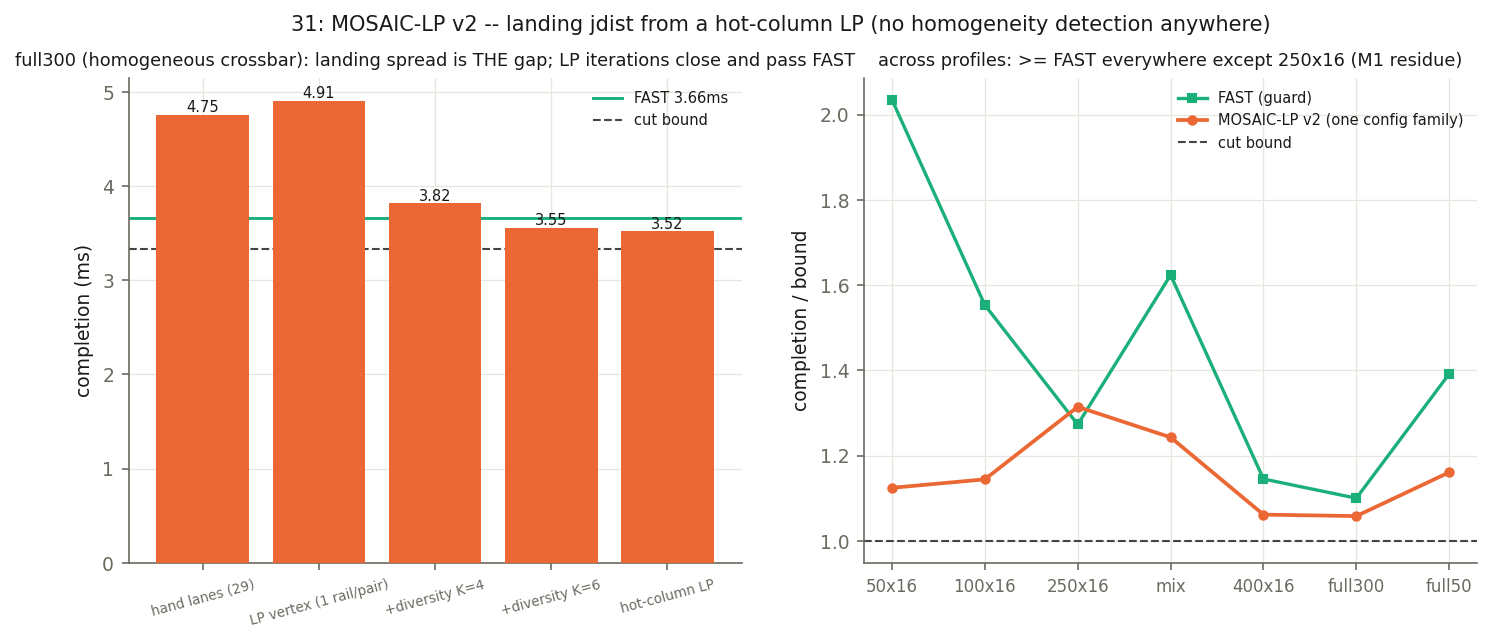 31: MOSAIC-LP v2 -- landing jdist from a hot-column LP (no homogeneity detection anywhere)
full300 (homogeneous crossbar): landing spread is THE gap; LP iterations close and pass FAST
5
4
3
2
1
0
completion (ms)
4.75
4.91
3.82
3.55
3.52
FAST 3.66ms
cut bound
hand lanes (29)
LP vertex (1 rail/pair)
+diversity K=4
+diversity K=6
hot-column LP
across profiles: >= FAST everywhere except 250x16 (M1 residue)
2.0
1.8
1.6
1.4
1.2
1.0
completion / bound
FAST (guard)
MOSAIC-LP v2 (one config family)
cut bound
50x16
100x16
250x16
mix
400x16
full300
full50